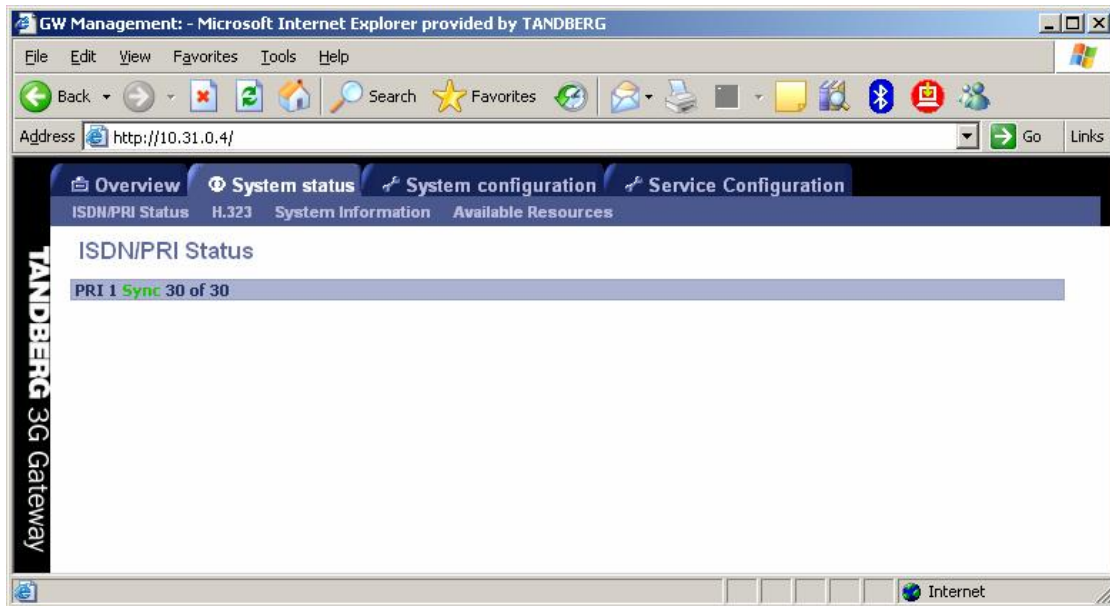 GW Management: - Microsoft Internet Explorer provided by TANDBERG
File Edit View Favorites Tools Help
Back Search Favorites
Address http://10.31.0.4/ Go Links
Overview System status System configuration Service Configuration
ISDN/PRI Status H.323 System Information Available Resources
TANDBERG 3G Gateway
ISDN/PRI Status
PRI 1 Sync 30 of 30
Internet